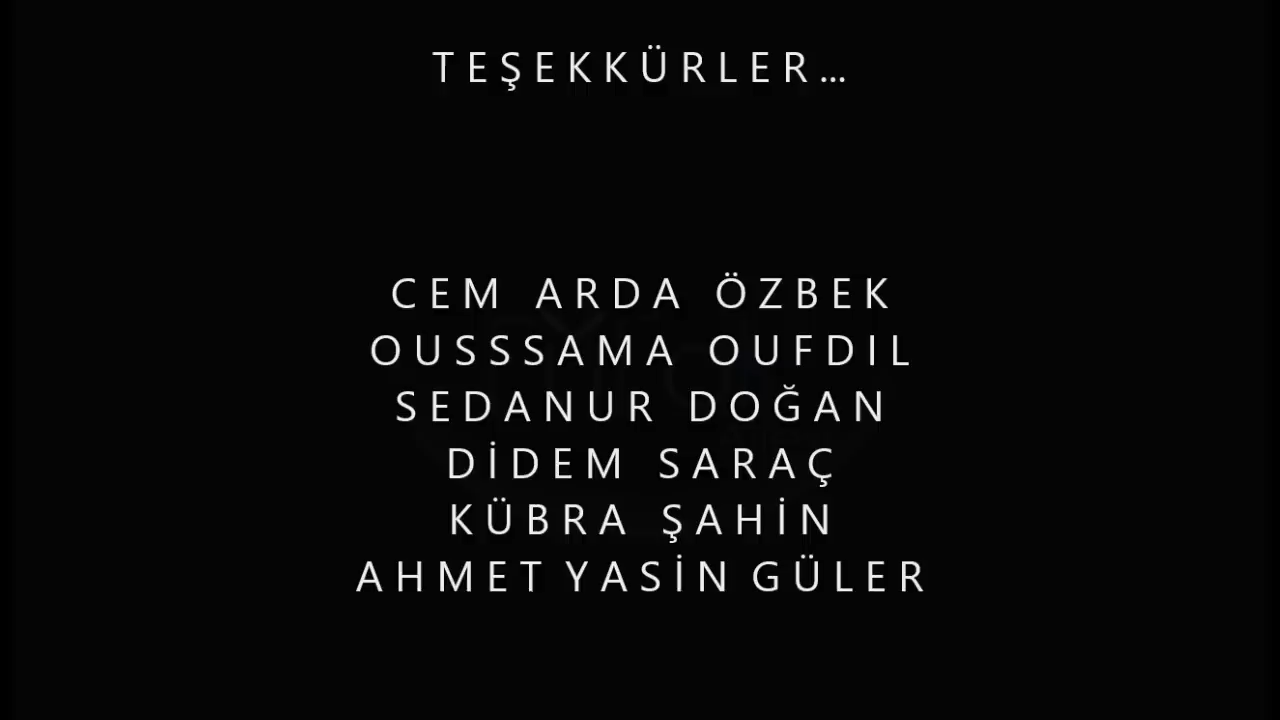 TEŞEKKÜRLER...
CEM ARDA ÖZBEK
OUSSSAMA OUFDIL
SEDANUR DOĞAN
DİDEM SARAÇ
KÜBRA ŞAHİN
AHMET YASİN GÜLER